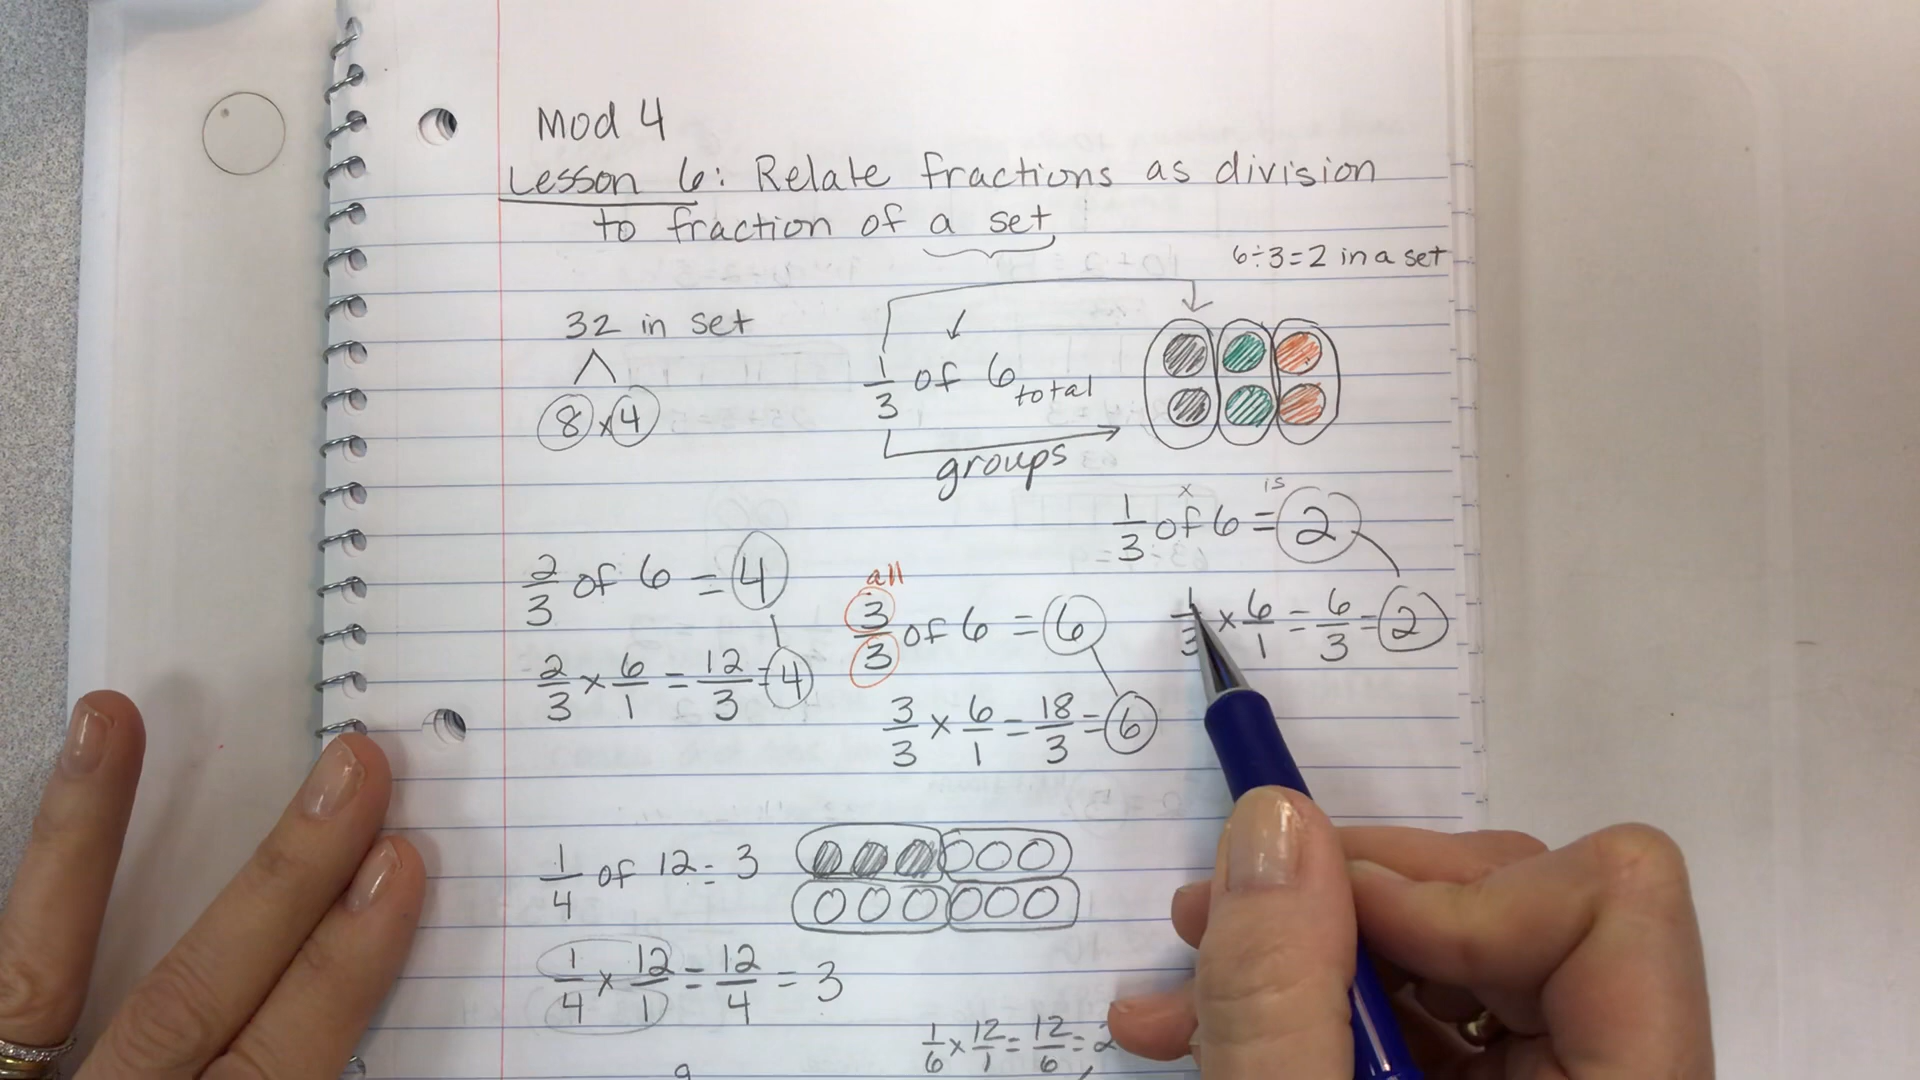 Mod 4
Lesson 6: Relate fractions as division
to fraction of a set
6÷3=2 in a set
32 in set
8 x 4
1/3 of 6 total
groups
x is
1/3 of 6 = 2
2/3 of 6 = 4
all
3/3 of 6 = 6
1/3 × 6/1 = 6/3 = 2
2/3 × 6/1 = 12/3 = 4
3/3 × 6/1 = 18/3 = 6
1/4 of 12 = 3
1/4 × 12/1 = 12/4 = 3
1/6 × 12/1 = 12/6 = 2